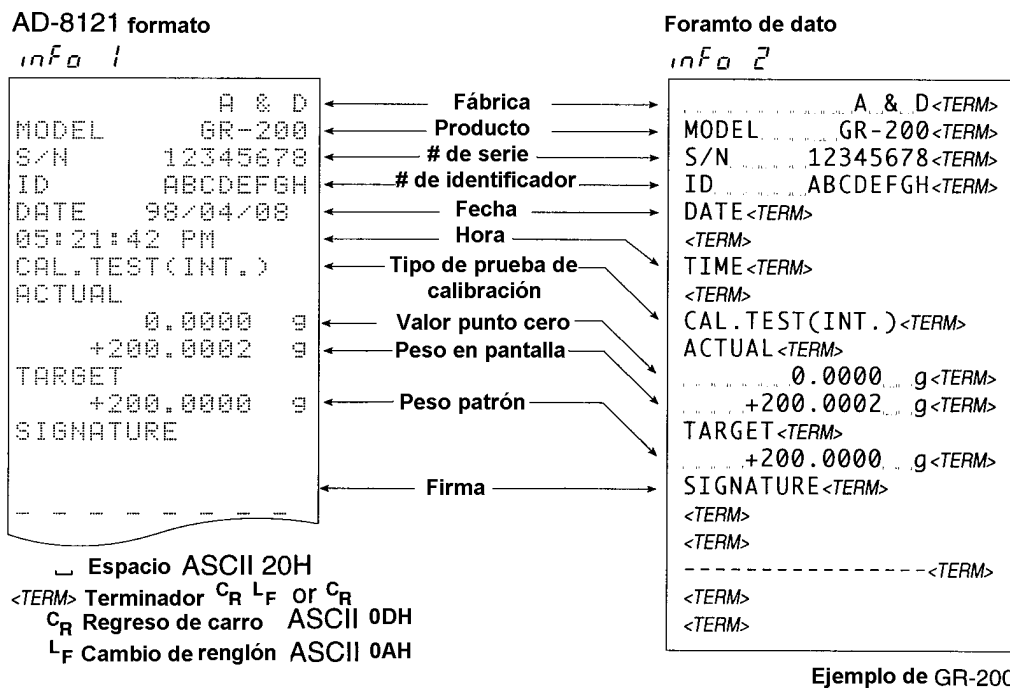 AD-8121 formato
inFo 1
A & D
MODEL GR-200
S/N 12345678
ID ABCDEFGH
DATE 98/04/08
05:21:42 PM
CAL.TEST(INT.)
ACTUAL
0.0000 g
+200.0002 g
TARGET
+200.0000 g
SIGNATURE
_ _ _ _ _ _ _ _
Fábrica
Producto
# de serie
# de identificador
Fecha
Hora
Tipo de prueba de
calibración
Valor punto cero
Peso en pantalla
Peso patrón
Firma
Foramto de dato
inFo 2
␣␣␣␣␣␣␣␣␣␣␣A␣&␣D<TERM>
MODEL␣␣␣␣␣GR-200<TERM>
S/N␣␣␣␣␣12345678<TERM>
ID␣␣␣␣␣␣ABCDEFGH<TERM>
DATE<TERM>
<TERM>
TIME<TERM>
<TERM>
CAL.TEST(INT.)<TERM>
ACTUAL<TERM>
␣␣␣␣␣␣␣0.0000␣␣␣g<TERM>
␣␣␣␣+200.0002␣␣␣g<TERM>
TARGET<TERM>
␣␣␣␣+200.0000␣␣␣g<TERM>
SIGNATURE<TERM>
<TERM>
<TERM>
----------------<TERM>
<TERM>
<TERM>
␣ Espacio ASCII 20H
<TERM> Terminador CR LF or CR
CR Regreso de carro ASCII 0DH
LF Cambio de renglón ASCII 0AH
Ejemplo de GR-200